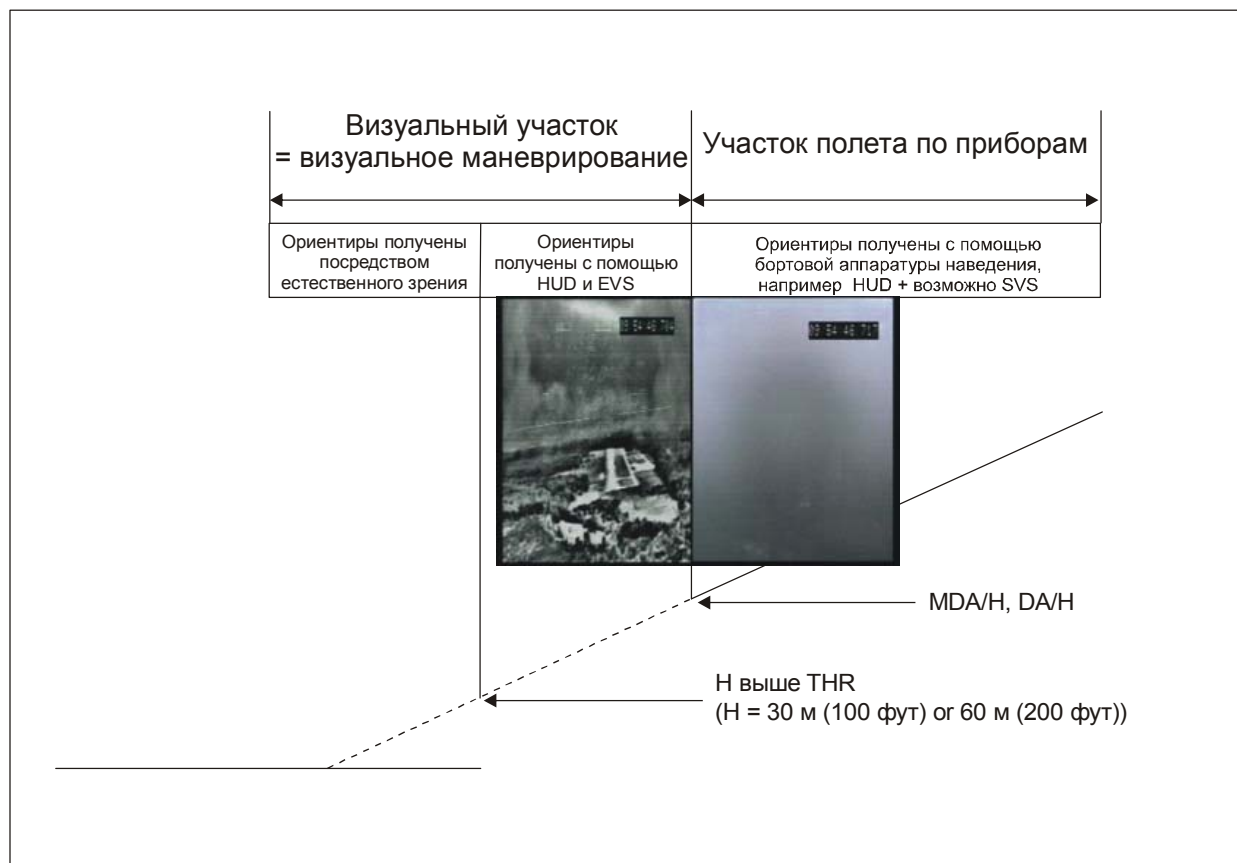 Визуальный участок
= визуальное маневрирование
Участок полета по приборам
Ориентиры получены
посредством
естественного зрения
Ориентиры
получены с помощью
HUD и EVS
Ориентиры получены с помощью
бортовой аппаратуры наведения,
например HUD + возможно SVS
MDA/H, DA/H
H выше THR
(H = 30 м (100 фут) or 60 м (200 фут))